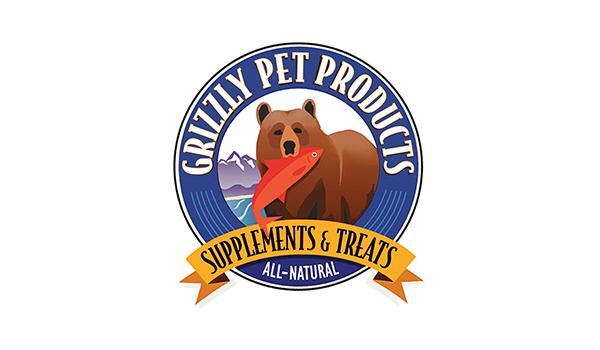 GRIZZLY PET PRODUCTS
SUPPLEMENTS & TREATS
ALL-NATURAL